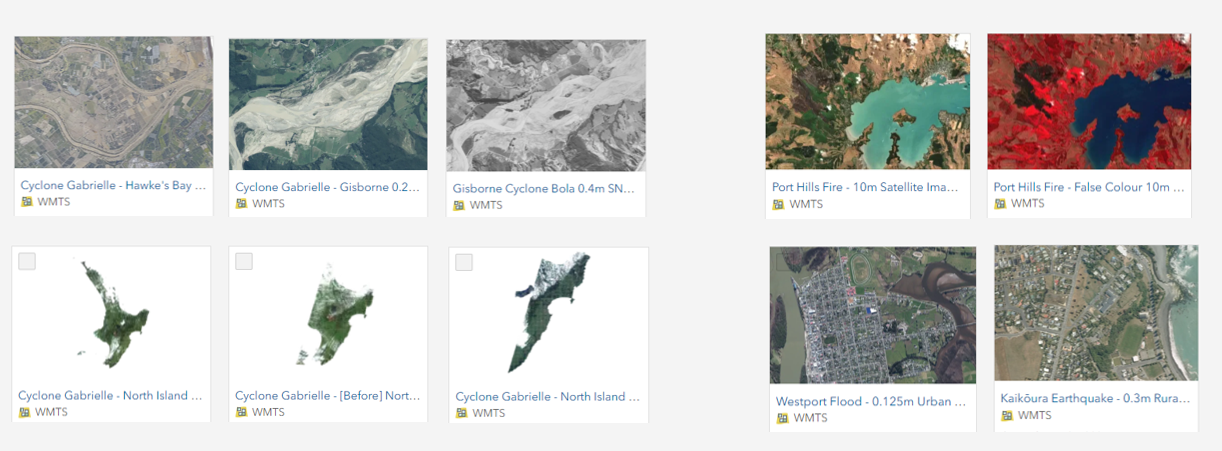 Cyclone Gabrielle - Hawke's Bay ...
WMTS
Cyclone Gabrielle - Gisborne 0.2...
WMTS
Gisborne Cyclone Bola 0.4m SN...
WMTS
Port Hills Fire - 10m Satellite Ima...
WMTS
Port Hills Fire - False Colour 10m ...
WMTS
Cyclone Gabrielle - North Island ...
WMTS
Cyclone Gabrielle - [Before] Nort...
WMTS
Cyclone Gabrielle - North Island ...
WMTS
Westport Flood - 0.125m Urban ...
WMTS
Kaikōura Earthquake - 0.3m Rura...
WMTS